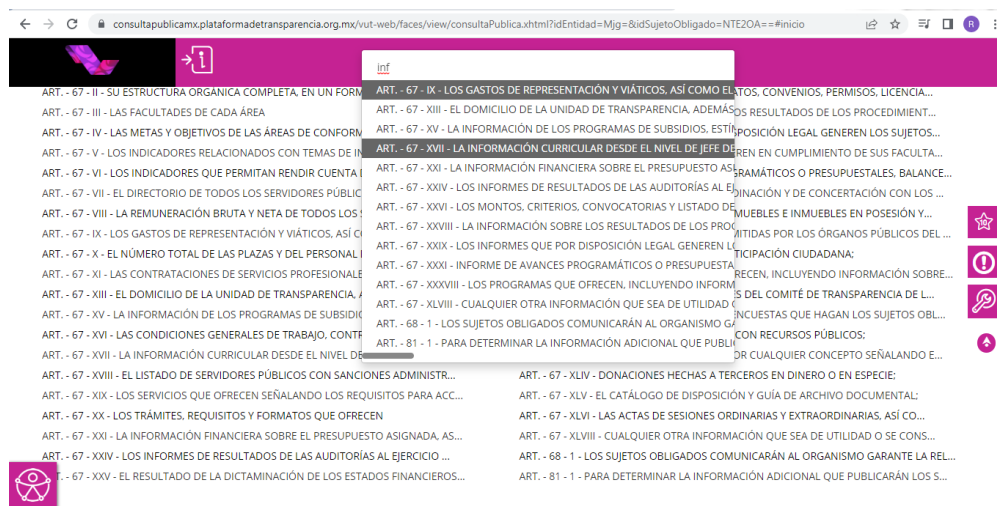 consultapublicamx.plataformadetransparencia.org.mx/vut-web/faces/view/consultaPublica.xhtml?idEntidad=Mjg=&idSujetoObligado=NTE2OA==#inicio
R
inf
ART. - 67 - IX - LOS GASTOS DE REPRESENTACIÓN Y VIÁTICOS, ASÍ COMO EL
ART. - 67 - XIII - EL DOMICILIO DE LA UNIDAD DE TRANSPARENCIA, ADEMÁS
ART. - 67 - XV - LA INFORMACIÓN DE LOS PROGRAMAS DE SUBSIDIOS, ESTÍM
ART. - 67 - XVII - LA INFORMACIÓN CURRICULAR DESDE EL NIVEL DE JEFE DE
ART. - 67 - XXI - LA INFORMACIÓN FINANCIERA SOBRE EL PRESUPUESTO
ART. - 67 - XXIV - LOS INFORMES DE RESULTADOS DE LAS AUDITORÍAS AL
ART. - 67 - XXVI - LOS MONTOS, CRITERIOS, CONVOCATORIAS Y LISTADO DE
ART. - 67 - XXVIII - LA INFORMACIÓN SOBRE LOS RESULTADOS DE LOS
ART. - 67 - XXIX - LOS INFORMES QUE POR DISPOSICIÓN LEGAL GENEREN
ART. - 67 - XXXI - INFORME DE AVANCES PROGRAMÁTICOS O PRESUPUESTA
ART. - 67 - XXXVIII - LOS PROGRAMAS QUE OFRECEN, INCLUYENDO INFORM
ART. - 67 - XLVIII - CUALQUIER OTRA INFORMACIÓN QUE SEA DE UTILIDAD
ART. - 68 - 1 - LOS SUJETOS OBLIGADOS COMUNICARÁN AL ORGANISMO
ART. - 81 - 1 - PARA DETERMINAR LA INFORMACIÓN ADICIONAL QUE
ART. - 67 - II - SU ESTRUCTURA ORGÁNICA COMPLETA, EN UN FORM
ART. - 67 - III - LAS FACULTADES DE CADA ÁREA
ART. - 67 - IV - LAS METAS Y OBJETIVOS DE LAS ÁREAS DE CONFORM
ART. - 67 - V - LOS INDICADORES RELACIONADOS CON TEMAS DE IN
ART. - 67 - VI - LOS INDICADORES QUE PERMITAN RENDIR CUENTA
ART. - 67 - VII - EL DIRECTORIO DE TODOS LOS SERVIDORES PÚBLIC
ART. - 67 - VIII - LA REMUNERACIÓN BRUTA Y NETA DE TODOS LOS
ART. - 67 - IX - LOS GASTOS DE REPRESENTACIÓN Y VIÁTICOS, ASÍ
ART. - 67 - X - EL NÚMERO TOTAL DE LAS PLAZAS Y DEL PERSONAL
ART. - 67 - XI - LAS CONTRATACIONES DE SERVICIOS PROFESIONALE
ART. - 67 - XIII - EL DOMICILIO DE LA UNIDAD DE TRANSPARENCIA,
ART. - 67 - XV - LA INFORMACIÓN DE LOS PROGRAMAS DE SUBSIDIO
ART. - 67 - XVI - LAS CONDICIONES GENERALES DE TRABAJO, CONTR
ART. - 67 - XVII - LA INFORMACIÓN CURRICULAR DESDE EL NIVEL DE
ART. - 67 - XVIII - EL LISTADO DE SERVIDORES PÚBLICOS CON SANCIONES ADMINISTR...
ART. - 67 - XIX - LOS SERVICIOS QUE OFRECEN SEÑALANDO LOS REQUISITOS PARA ACC...
ART. - 67 - XX - LOS TRÁMITES, REQUISITOS Y FORMATOS QUE OFRECEN
ART. - 67 - XXI - LA INFORMACIÓN FINANCIERA SOBRE EL PRESUPUESTO ASIGNADA, AS...
ART. - 67 - XXIV - LOS INFORMES DE RESULTADOS DE LAS AUDITORÍAS AL EJERCICIO ...
T. - 67 - XXV - EL RESULTADO DE LA DICTAMINACIÓN DE LOS ESTADOS FINANCIEROS...
ATOS, CONVENIOS, PERMISOS, LICENCIA...
OS RESULTADOS DE LOS PROCEDIMIENT...
SPOSICIÓN LEGAL GENEREN LOS SUJETOS...
EREN EN CUMPLIMIENTO DE SUS FACULTA...
GRAMÁTICOS O PRESUPUESTALES, BALANCE...
DINACIÓN Y DE CONCERTACIÓN CON LOS ...
MUEBLES E INMUEBLES EN POSESIÓN Y...
MITIDAS POR LOS ÓRGANOS PÚBLICOS DEL ...
TICIPACIÓN CIUDADANA;
RECEN, INCLUYENDO INFORMACIÓN SOBRE...
S DEL COMITÉ DE TRANSPARENCIA DE L...
ENCUESTAS QUE HAGAN LOS SUJETOS OBL...
CON RECURSOS PÚBLICOS;
OR CUALQUIER CONCEPTO SEÑALANDO E...
ART. - 67 - XLIV - DONACIONES HECHAS A TERCEROS EN DINERO O EN ESPECIE;
ART. - 67 - XLV - EL CATÁLOGO DE DISPOSICIÓN Y GUÍA DE ARCHIVO DOCUMENTAL;
ART. - 67 - XLVI - LAS ACTAS DE SESIONES ORDINARIAS Y EXTRAORDINARIAS, ASÍ CO...
ART. - 67 - XLVIII - CUALQUIER OTRA INFORMACIÓN QUE SEA DE UTILIDAD O SE CONS...
ART. - 68 - 1 - LOS SUJETOS OBLIGADOS COMUNICARÁN AL ORGANISMO GARANTE LA REL...
ART. - 81 - 1 - PARA DETERMINAR LA INFORMACIÓN ADICIONAL QUE PUBLICARÁN LOS S...